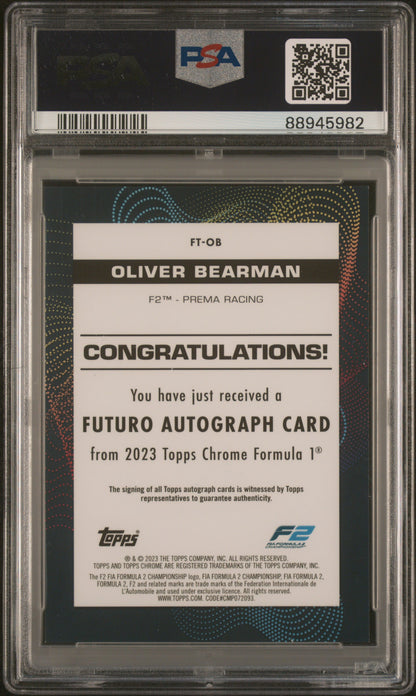 PSA
PSA
88945982
FT-OB
OLIVER BEARMAN
F2™ - PREMA RACING
CONGRATULATIONS!
You have just received a
FUTURO AUTOGRAPH CARD
from 2023 Topps Chrome Formula 1®
The signing of all Topps autograph cards is witnessed by Topps
representatives to guarantee authenticity.
Topps
F2
FIA FORMULA 2
CHAMPIONSHIP
® & © 2023 THE TOPPS COMPANY, INC. ALL RIGHTS RESERVED.
TOPPS AND TOPPS CHROME ARE REGISTERED TRADEMARKS OF THE TOPPS COMPANY, INC.
The F2 FIA FORMULA 2 CHAMPIONSHIP logo, FIA FORMULA 2 CHAMPIONSHIP, FIA FORMULA 2,
FORMULA 2, F2 and related marks are trade marks of the Federation Internationale de
L'Automobile and used under exclusive licence. All rights reserved.
WWW.TOPPS.COM. CODE#CMP072093.